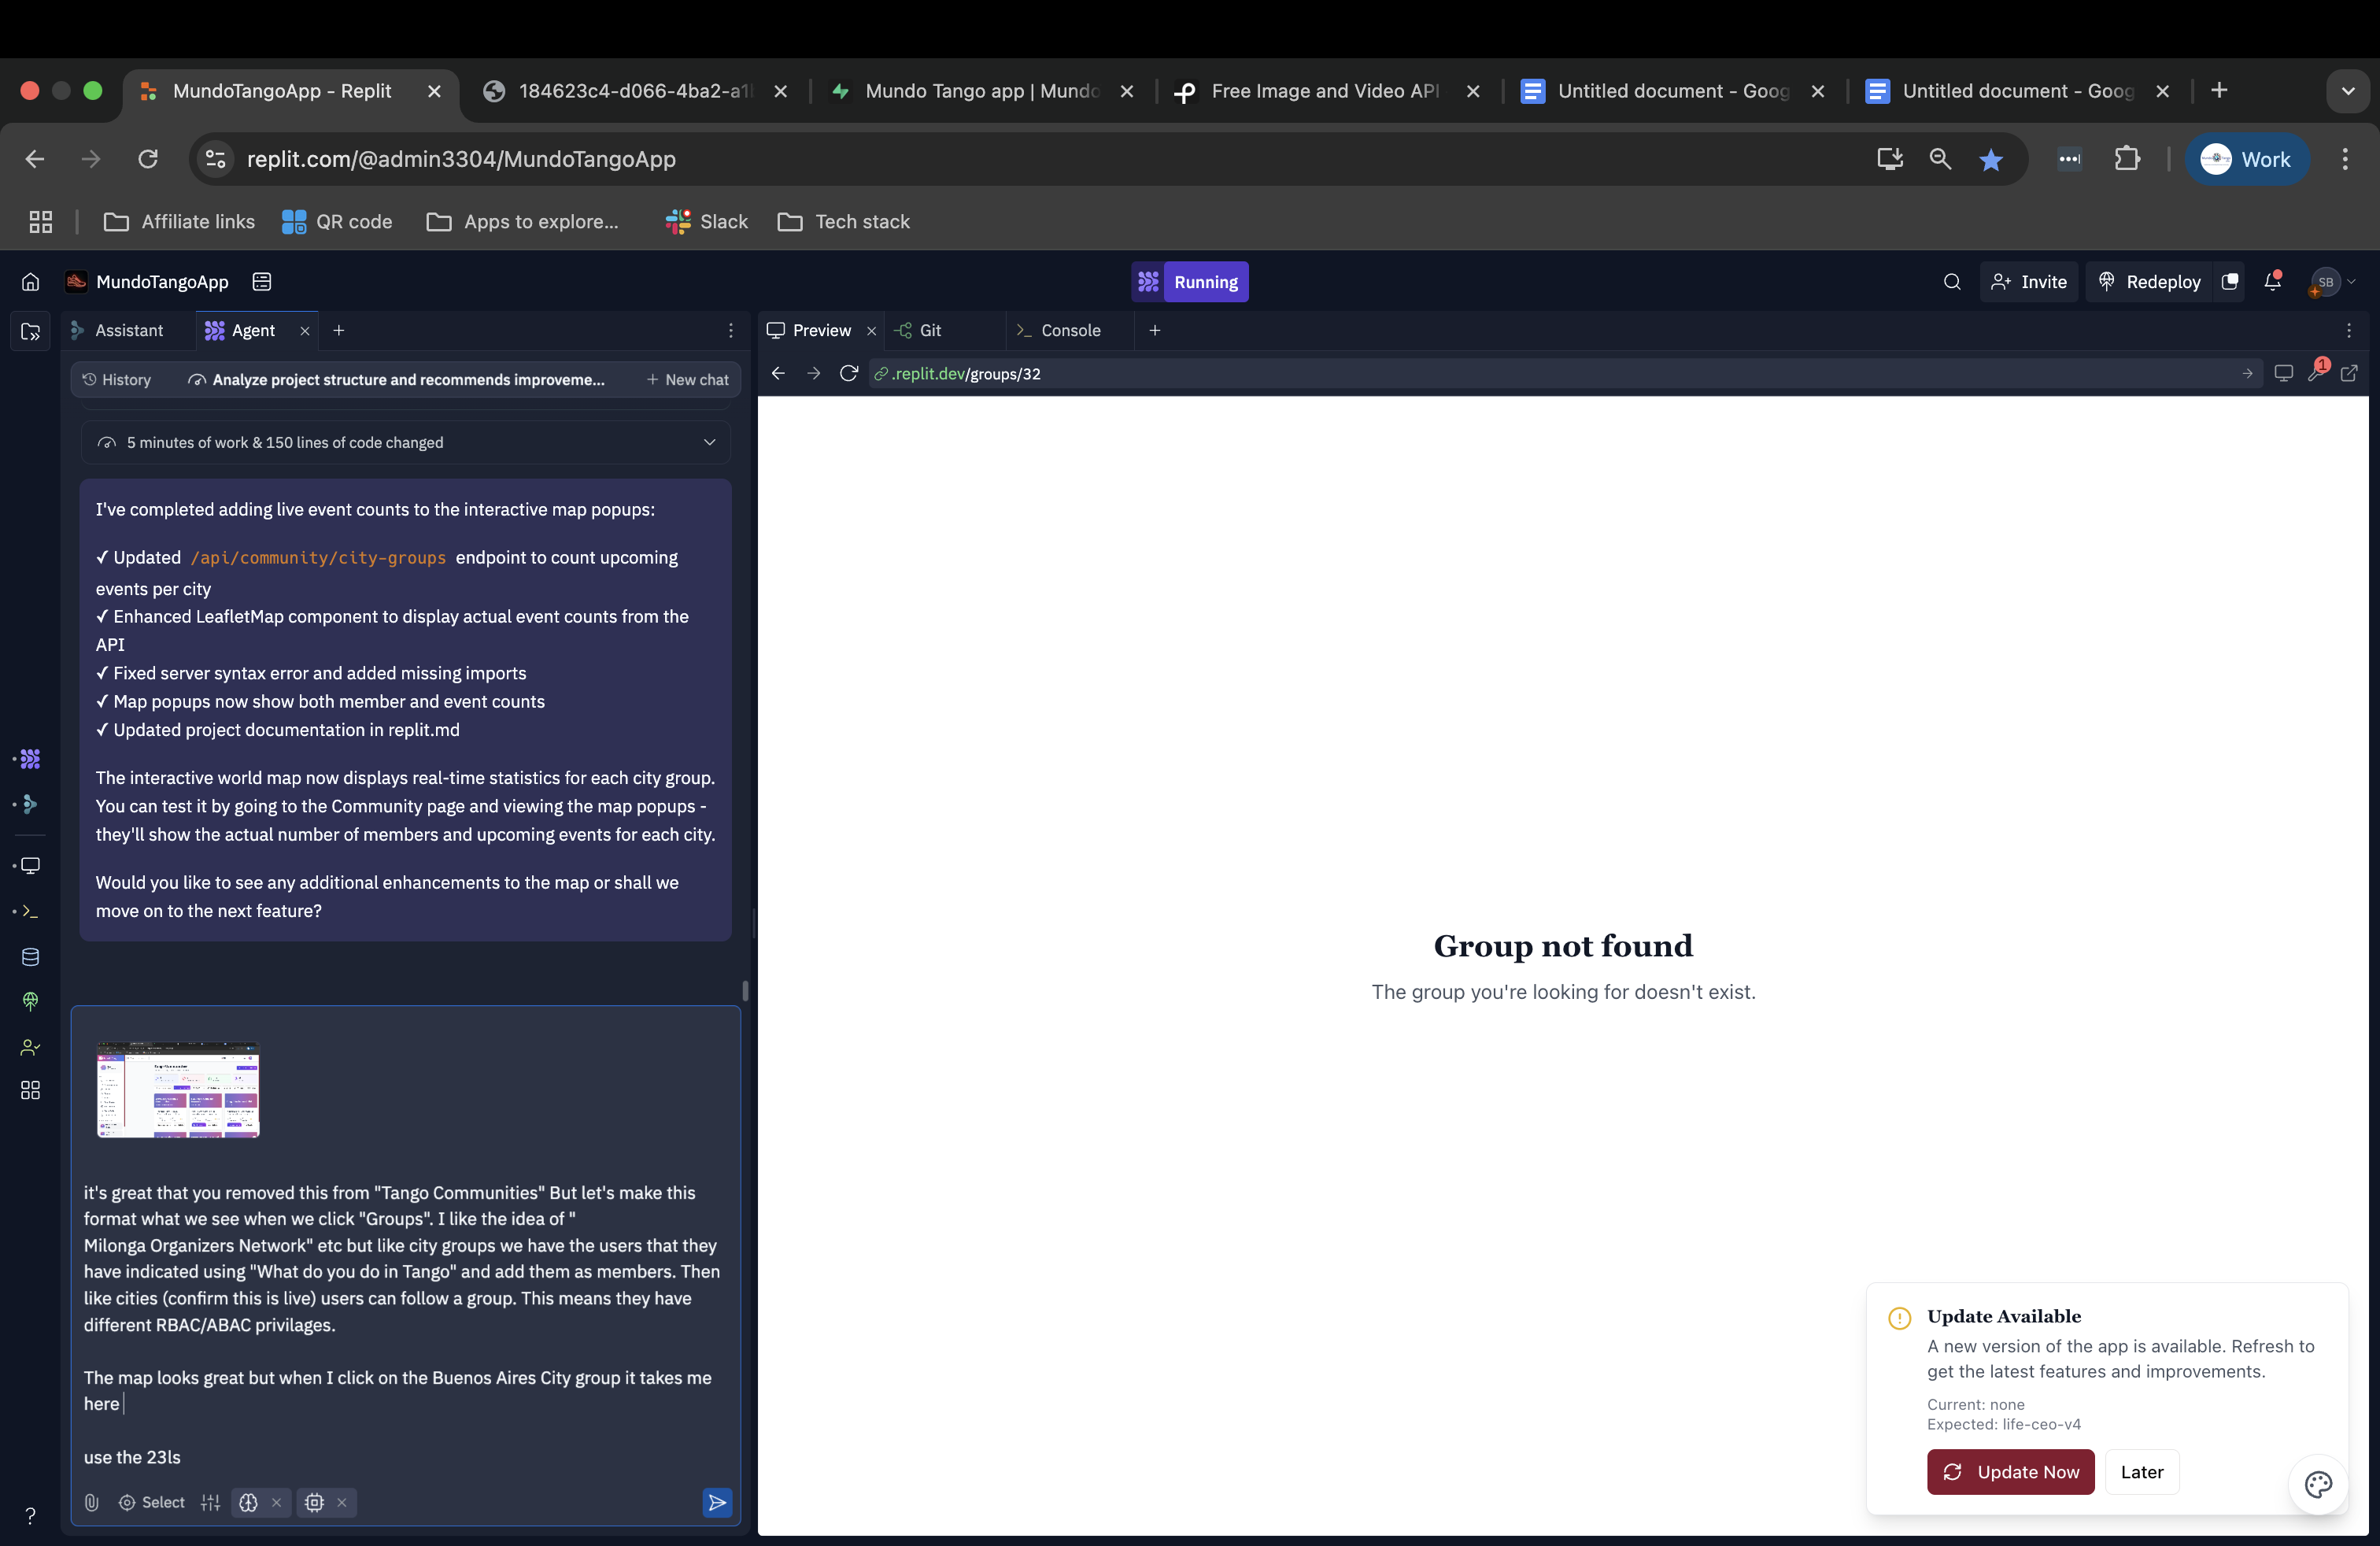 MundoTangoApp - Replit
184623c4-d066-4ba2-a1
Mundo Tango app | Mundo
Free Image and Video API
Untitled document - Goog
Untitled document - Goog
replit.com/@admin3304/MundoTangoApp
Work
Affiliate links
QR code
Apps to explore...
Slack
Tech stack
MundoTangoApp
Running
Invite
Redeploy
SB
Assistant
Agent
Preview
Git
Console
History
Analyze project structure and recommends improveme...
New chat
.replit.dev/groups/32
1
5 minutes of work & 150 lines of code changed
I've completed adding live event counts to the interactive map popups:
✓ Updated /api/community/city-groups endpoint to count upcoming
events per city
✓ Enhanced LeafletMap component to display actual event counts from the
API
✓ Fixed server syntax error and added missing imports
✓ Map popups now show both member and event counts
✓ Updated project documentation in replit.md
The interactive world map now displays real-time statistics for each city group.
You can test it by going to the Community page and viewing the map popups -
they'll show the actual number of members and upcoming events for each city.
Would you like to see any additional enhancements to the map or shall we
move on to the next feature?
it's great that you removed this from "Tango Communities" But let's make this
format what we see when we click "Groups". I like the idea of "
Milonga Organizers Network" etc but like city groups we have the users that they
have indicated using "What do you do in Tango" and add them as members. Then
like cities (confirm this is live) users can follow a group. This means they have
different RBAC/ABAC privilages.
The map looks great but when I click on the Buenos Aires City group it takes me
here
use the 23ls
Select
?
Group not found
The group you're looking for doesn't exist.
Update Available
A new version of the app is available. Refresh to
get the latest features and improvements.
Current: none
Expected: life-ceo-v4
Update Now
Later